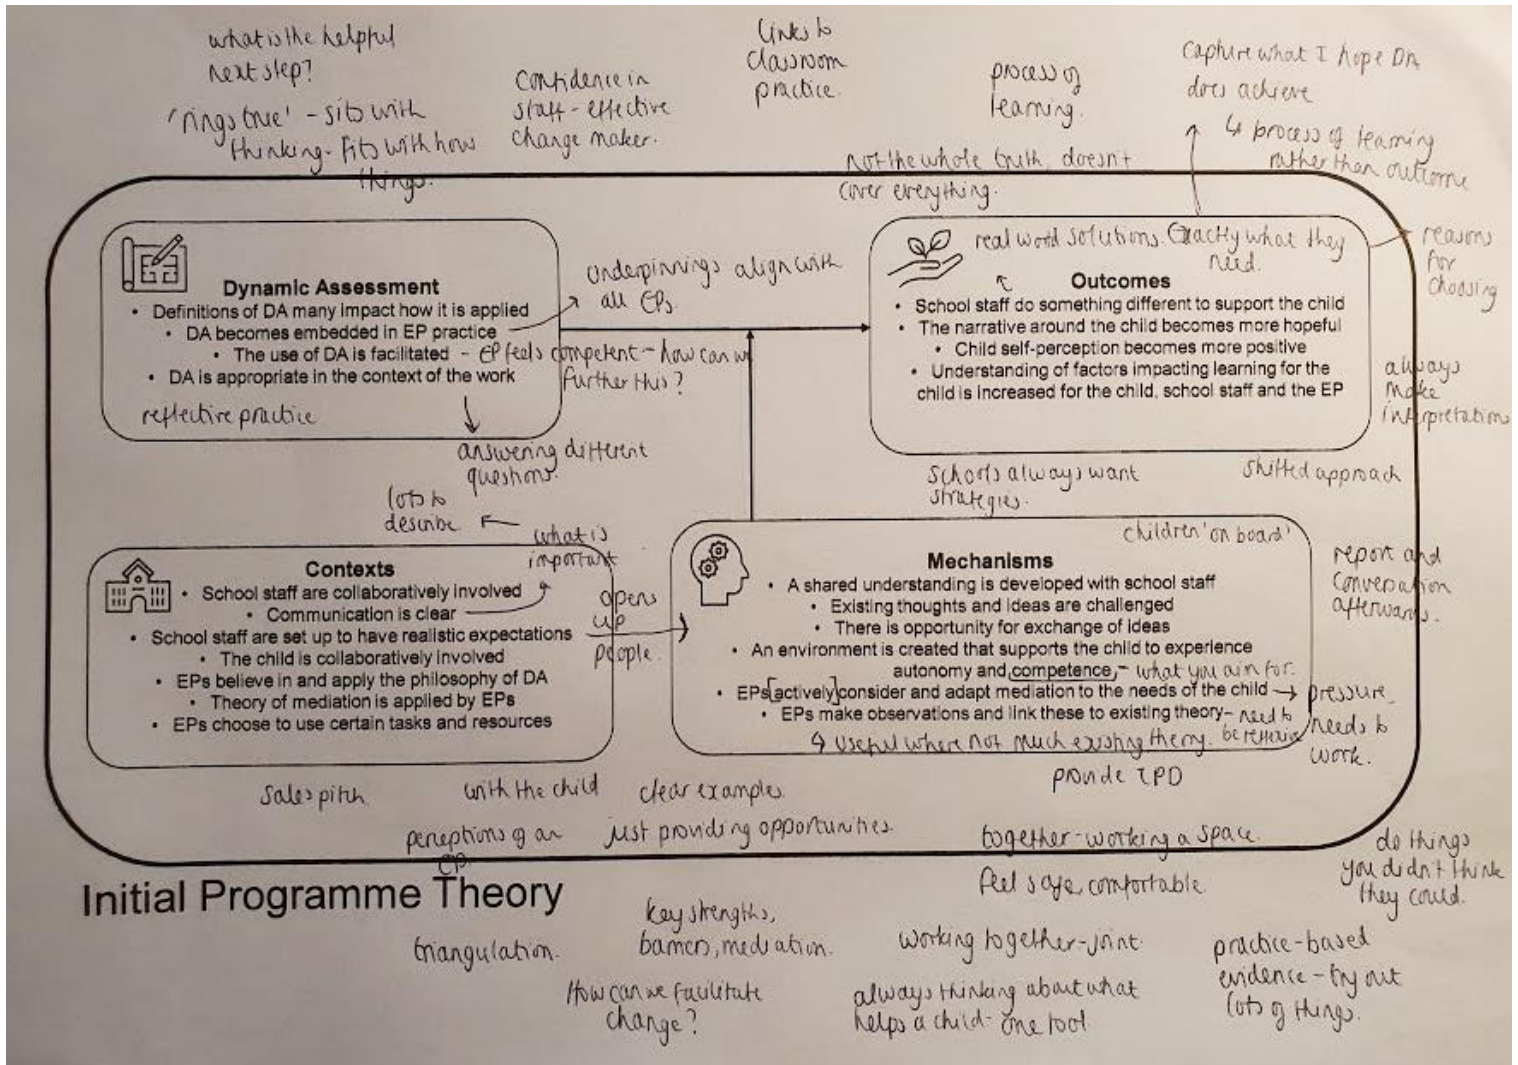 what is the helpful
next step?
'rings true' - sits with
thinking - fits with how
things.
Confidence in
staff - effective
change maker.
links to
classroom
practice.
process of
learning.
Capture what I hope DA
does achieve
↳ process of learning
rather than outcome
not the whole truth, doesn't
cover everything.
Dynamic Assessment
• Definitions of DA many impact how it is applied
• DA becomes embedded in EP practice
• The use of DA is facilitated - EP feels competent - how can we
further this?
• DA is appropriate in the context of the work
reflective practice
underpinnings align with
all EPs.
answering different
questions.
real world solutions. Exactly what they
need.
Outcomes
• School staff do something different to support the child
• The narrative around the child becomes more hopeful
• Child self-perception becomes more positive
• Understanding of factors impacting learning for the
child is increased for the child, school staff and the EP
reasons
for
choosing
always
make
interpretations
schools always want
strategies.
shifted approach
lots to
describe
what is
important
Contexts
• School staff are collaboratively involved
• Communication is clear
• School staff are set up to have realistic expectations
• The child is collaboratively involved
• EPs believe in and apply the philosophy of DA
• Theory of mediation is applied by EPs
• EPs choose to use certain tasks and resources
opens
up
people.
children 'on board'
Mechanisms
• A shared understanding is developed with school staff
• Existing thoughts and ideas are challenged
• There is opportunity for exchange of ideas
• An environment is created that supports the child to experience
autonomy and competence, - what you aim for.
• EPs [actively] consider and adapt mediation to the needs of the child
• EPs make observations and link these to existing theory - need to
be
↳ useful where not much existing theory.
pressure
needs to
work.
report and
conversation
afterwards.
sales pitch
with the child
clear examples.
provide
perceptions of an
EP.
just providing opportunities.
together - working a space.
feel safe, comfortable.
do things
you didn't think
they could.
Initial Programme Theory
triangulation.
key strengths,
barriers, mediation.
working together - joint
practice-based
evidence - try out
lots of things.
How can we facilitate
change?
always thinking about what
helps a child - one tool